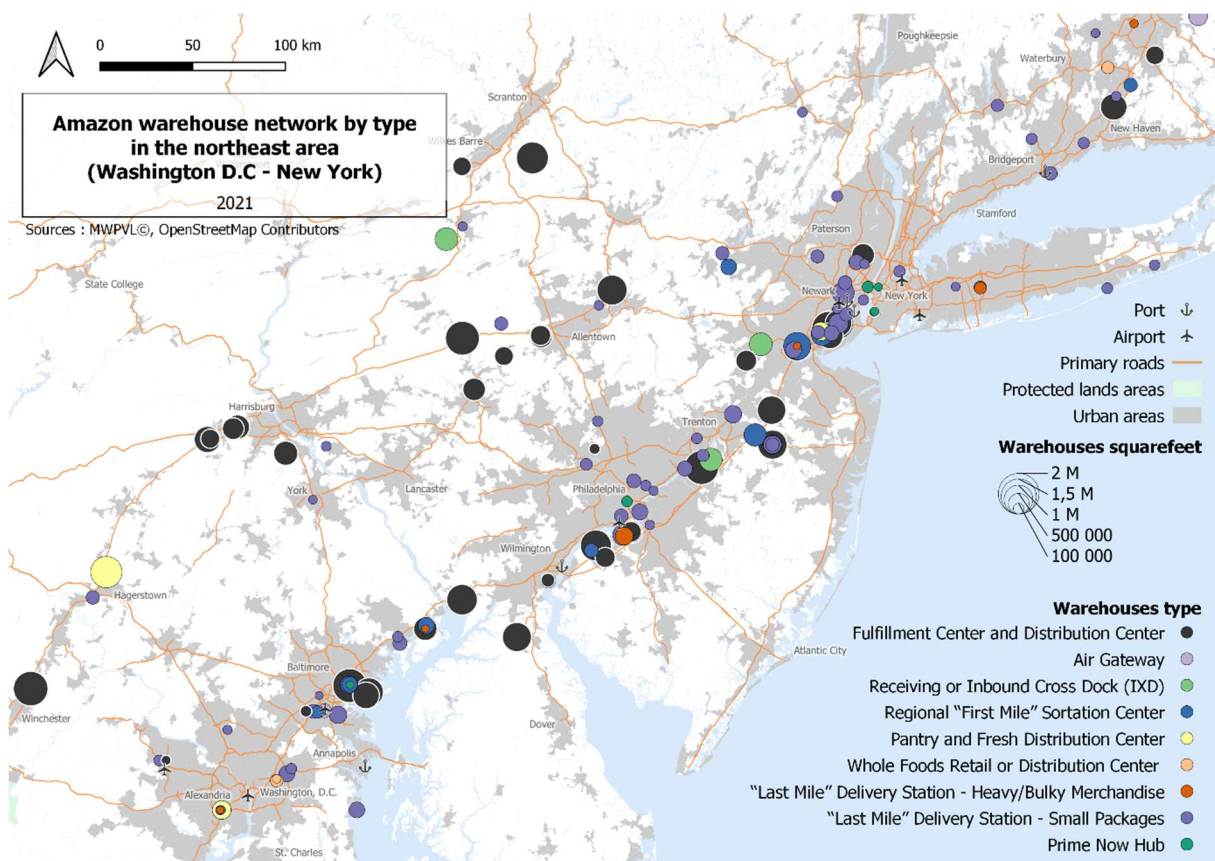 0 50 100 km
Poughkeepsie
Waterbury
Scranton
Amazon warehouse network by type
in the northeast area
(Washington D.C - New York)
2021
Wilkes Barre
New Haven
Bridgeport
Sources : MWPVL©, OpenStreetMap Contributors
Stamford
Paterson
State College
Newark
New York
Port
Allentown
Airport
Primary roads
Protected lands areas
Harrisburg
Urban areas
Trenton
Warehouses squarefeet
2 M
1,5 M
1 M
500 000
100 000
York
Lancaster
Philadelphia
Wilmington
Hagerstown
Warehouses type
Fulfillment Center and Distribution Center
Atlantic City
Air Gateway
Baltimore
Receiving or Inbound Cross Dock (IXD)
Winchester
Regional “First Mile” Sortation Center
Dover
Pantry and Fresh Distribution Center
Annapolis
Whole Foods Retail or Distribution Center
Alexandria
Washington, D.C.
“Last Mile” Delivery Station - Heavy/Bulky Merchandise
“Last Mile” Delivery Station - Small Packages
St. Charles
Prime Now Hub